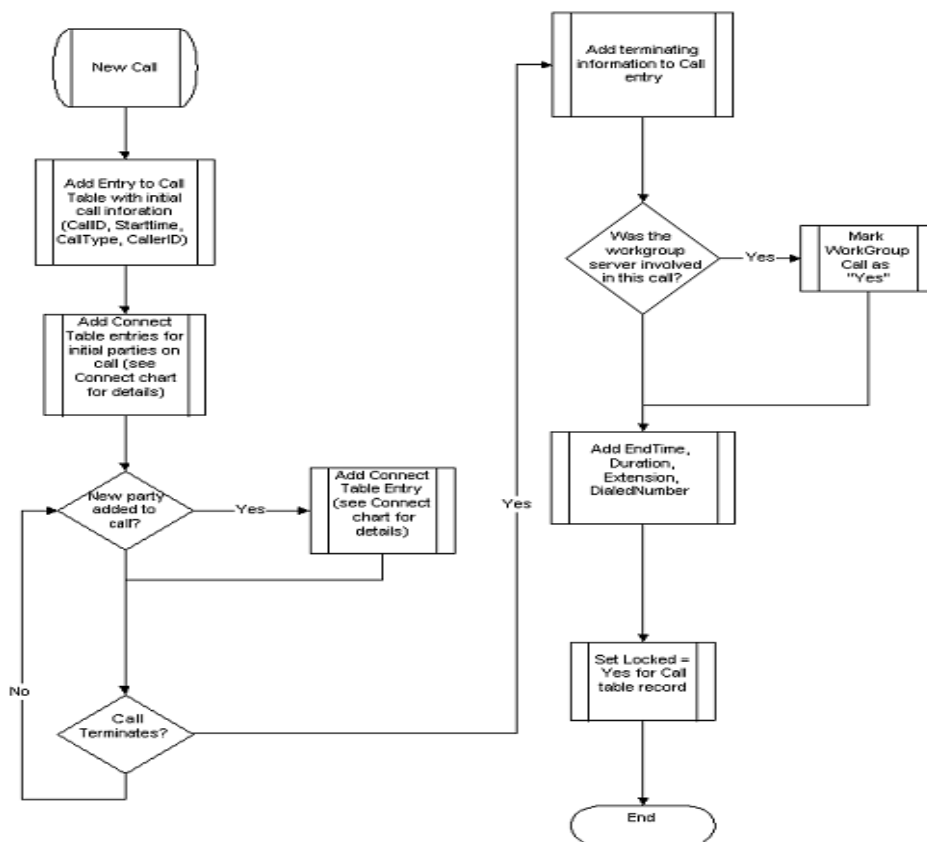 New Call
Add Entry to Call
Table with initial
call inforation
(CallID, Starttime,
CallType, CallerID)
Add Connect
Table entries for
initial parties on
call (see
Connect chart
for details)
New party
added to
call?
Yes
Add Connect
Table Entry
(see Connect
chart for
details)
No
Call
Terminates?
Yes
Add terminating
information to Call
entry
Was the
workgroup
server involved
in this call?
Yes
Mark
WorkGroup
Call as
"Yes"
Add EndTime,
Duration,
Extension,
DialedNumber
Set Locked =
Yes for Call
table record
End